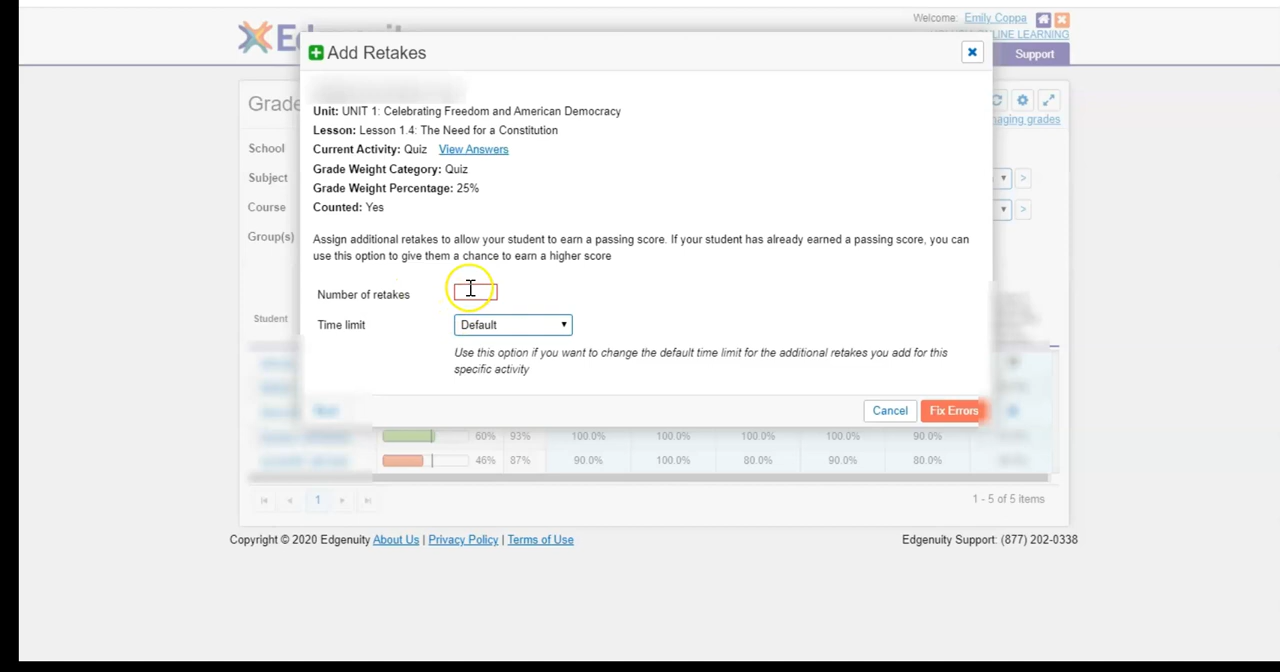 Welcome: Emily Coppa
LINE LEARNING
Support
Add Retakes
Grade
naging grades
Unit: UNIT 1: Celebrating Freedom and American Democracy
Lesson: Lesson 1.4: The Need for a Constitution
School
Current Activity: Quiz View Answers
Grade Weight Category: Quiz
Subject
Grade Weight Percentage: 25%
Course
Counted: Yes
Group(s)
Assign additional retakes to allow your student to earn a passing score. If your student has already earned a passing score, you can
use this option to give them a chance to earn a higher score
Number of retakes
Student
Time limit Default
Use this option if you want to change the default time limit for the additional retakes you add for this
specific activity
Cancel Fix Errors
60% 93% 100.0% 100.0% 100.0% 100.0% 90.0%
46% 87% 90.0% 100.0% 80.0% 90.0% 80.0%
1 1 - 5 of 5 items
Copyright © 2020 Edgenuity About Us | Privacy Policy | Terms of Use Edgenuity Support: (877) 202-0338